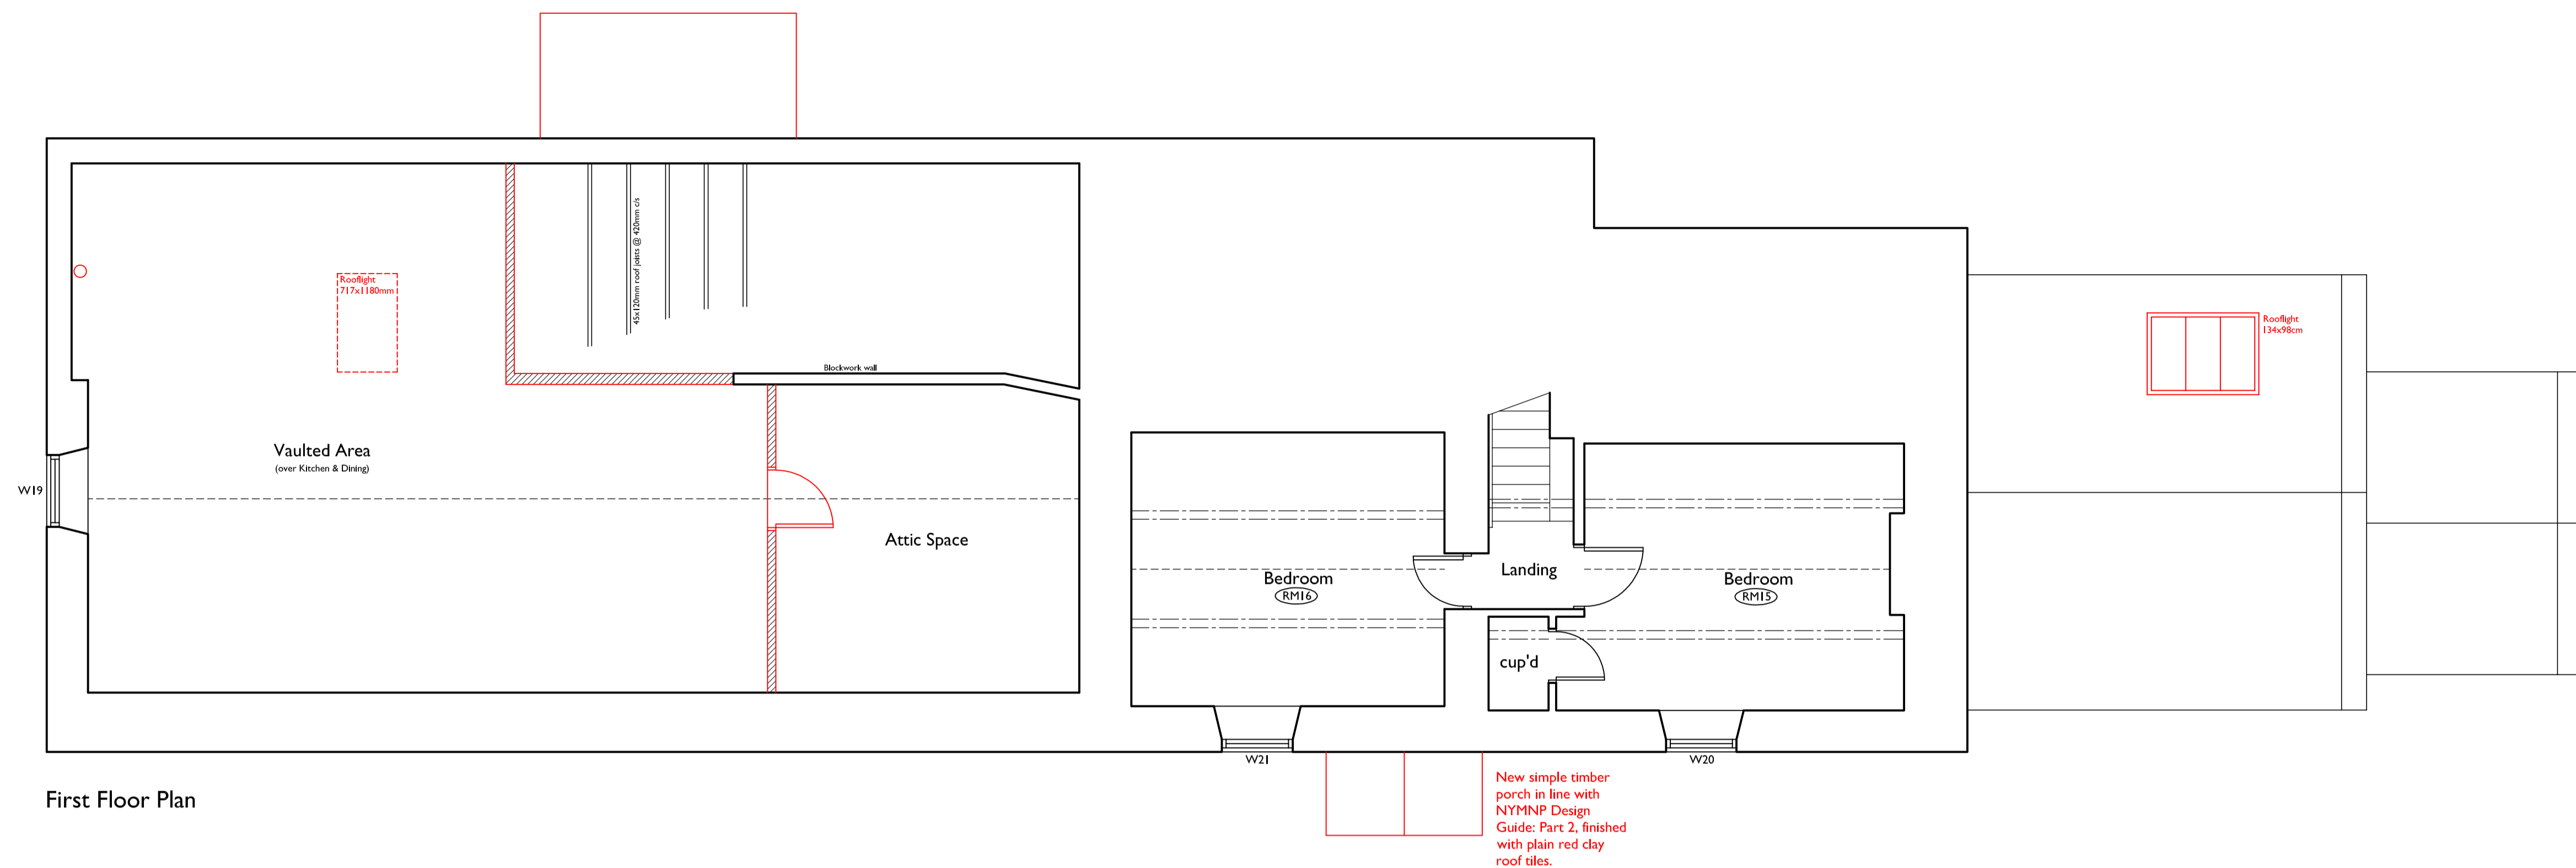 45x120mm roof joists @ 420mm c/s
Rooflight
717x1180mm
Rooflight
134x98cm
Blockwork wall
Vaulted Area
(over Kitchen & Dining)
W19
Attic Space
Landing
Bedroom
RM16
Bedroom
RM15
cup'd
W21
W20
New simple timber
porch in line with
NYMNP Design
Guide: Part 2, finished
with plain red clay
roof tiles.
First Floor Plan